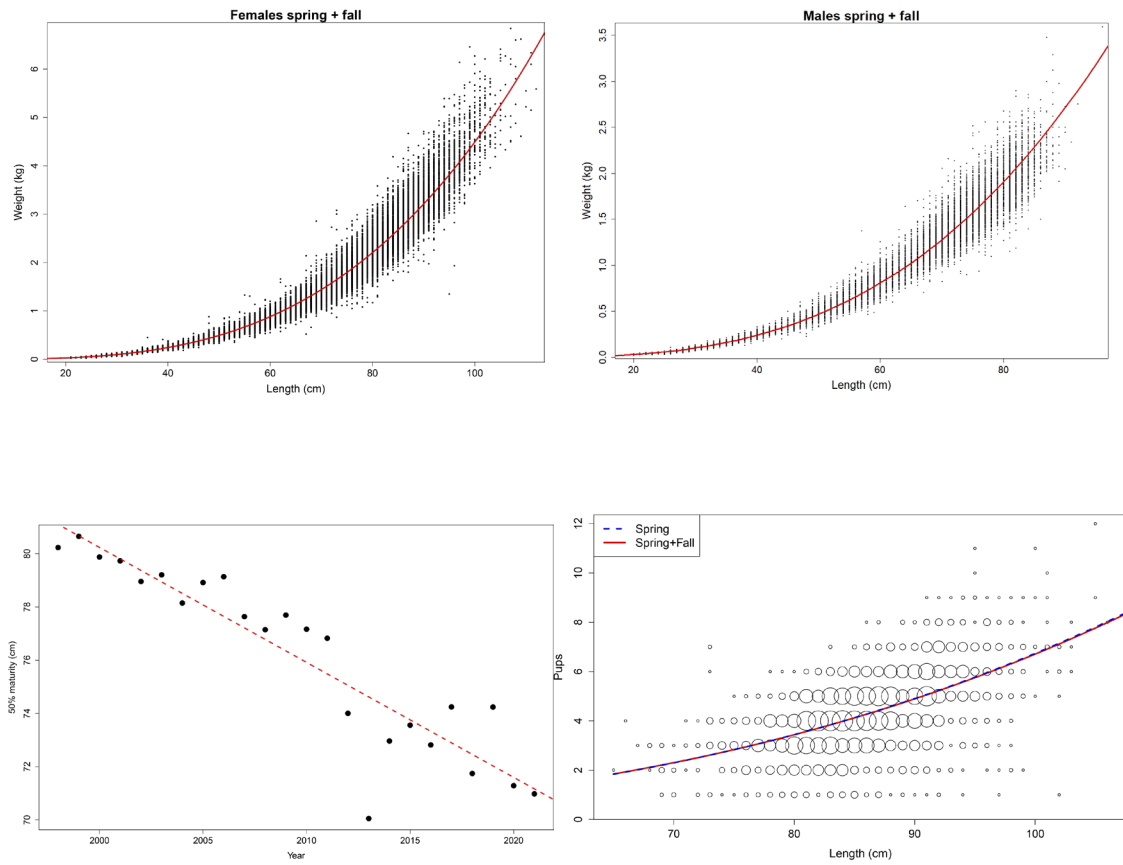 Females spring + fall
Weight (kg)
6
5
4
3
2
1
0
20 40 60 80 100
Length (cm)
Males spring + fall
Weight (kg)
3.5
3.0
2.5
2.0
1.5
1.0
0.5
0.0
20 40 60 80
Length (cm)
50% maturity (cm)
80
78
76
74
72
70
2000 2005 2010 2015 2020
Year
Spring
Spring+Fall
Pups
12
10
8
6
4
2
0
70 80 90 100
Length (cm)